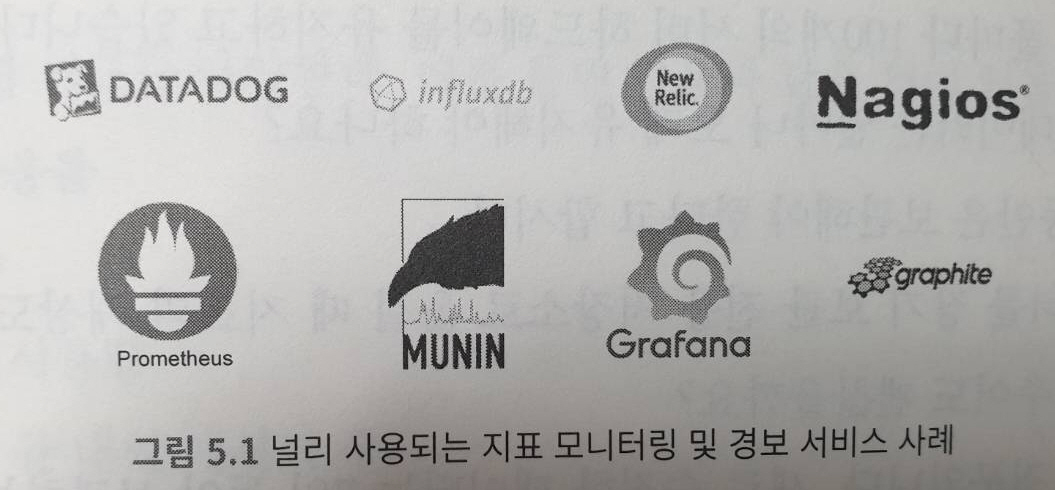 DATADOG
influxdb
New
Relic.
Nagios®
Prometheus
MUNIN
Grafana
graphite
그림 5.1 널리 사용되는 지표 모니터링 및 경보 서비스 사례